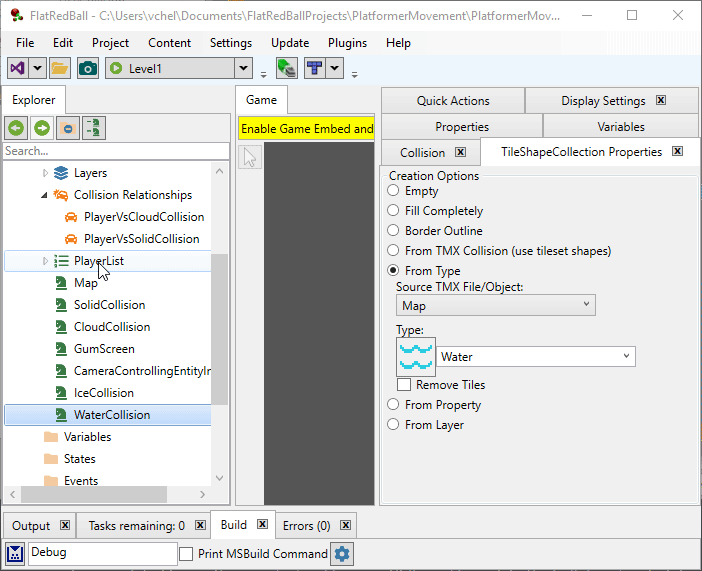 FlatRedBall - C:\Users\vchel\Documents\FlatRedBallProjects\PlatformerMovement\PlatformerMov...
File Edit Project Content Settings Update Plugins Help
Level1
Explorer
Search...
Layers
Collision Relationships
PlayerVsCloudCollision
PlayerVsSolidCollision
PlayerList
Map
SolidCollision
CloudCollision
GumScreen
CameraControllingEntityIn
IceCollision
WaterCollision
Variables
States
Events
Game
Enable Game Embed and
Quick Actions Display Settings
Properties Variables
Collision TileShapeCollection Properties
Creation Options
Empty
Fill Completely
Border Outline
From TMX Collision (use tileset shapes)
From Type
Source TMX File/Object:
Map
Type:
Water
Remove Tiles
From Property
From Layer
Output Tasks remaining: 0 Build Errors (0)
Debug Print MSBuild Command